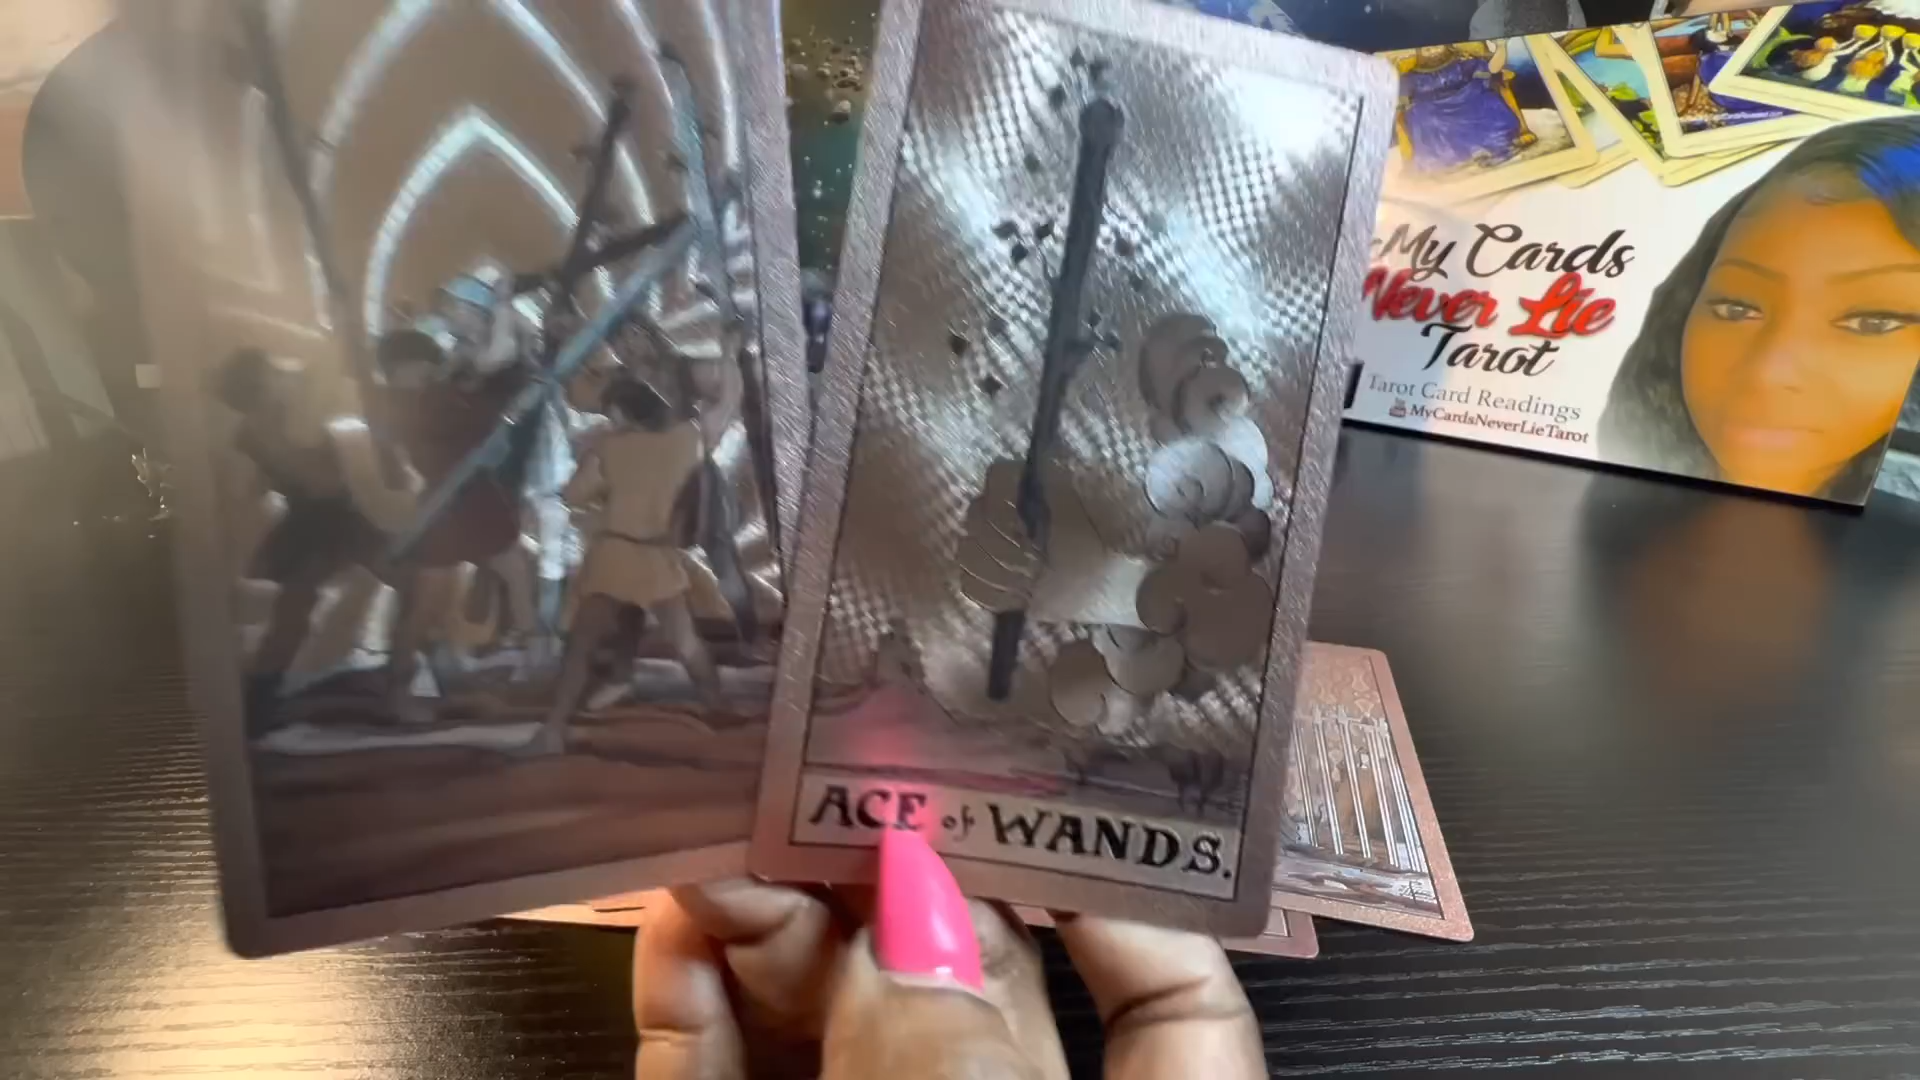 My Cards
Never Lie
Tarot
Tarot Card Readings
MyCardsNeverLieTarot
ACE of WANDS.